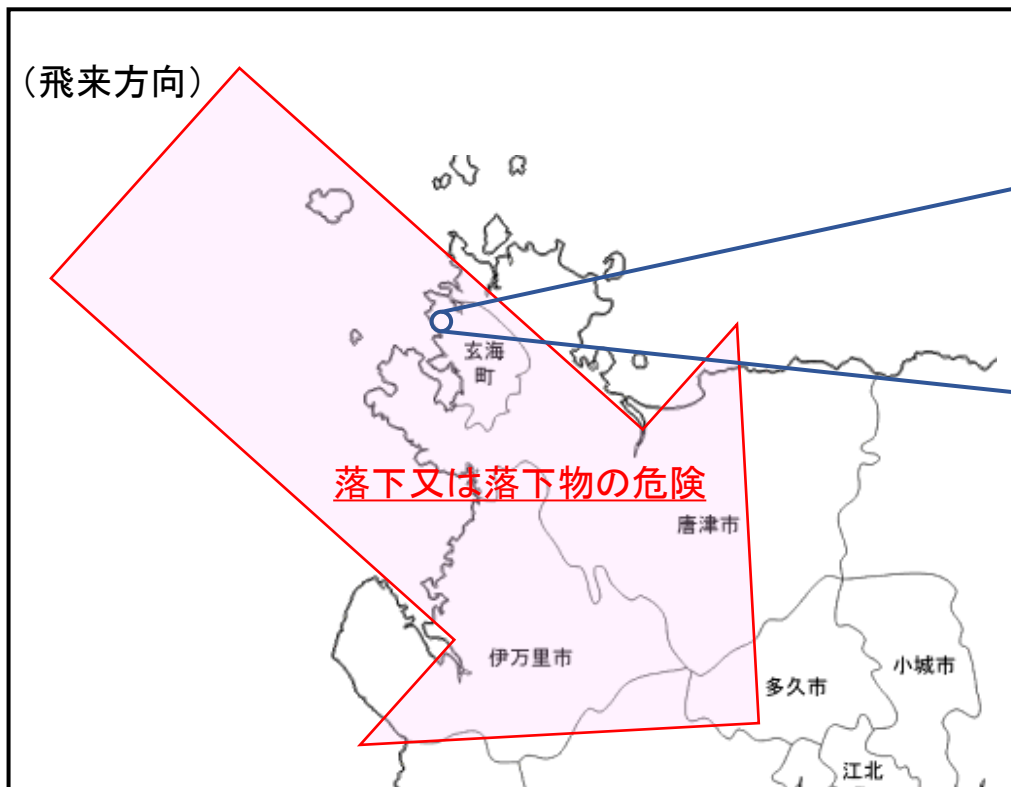 （飛来方向）
玄海
町
落下又は落下物の危険
唐津市
伊万里市
小城市
多久市
江北